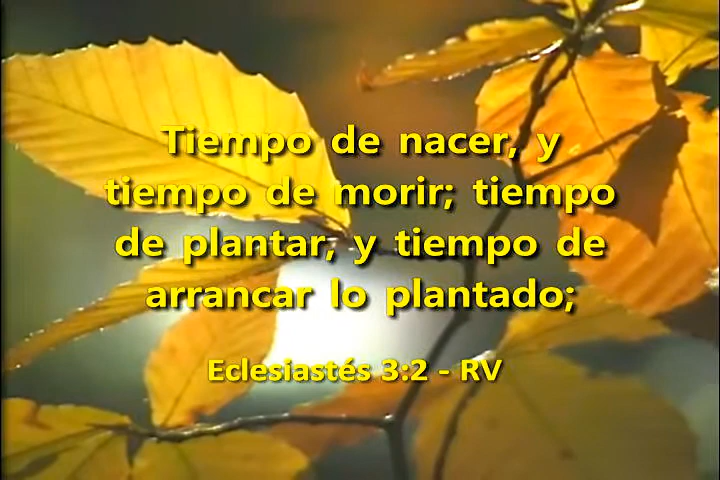 Tiempo de nacer, y
tiempo de morir; tiempo
de plantar, y tiempo de
arrancar lo plantado;
Eclesiastés 3:2 - RV